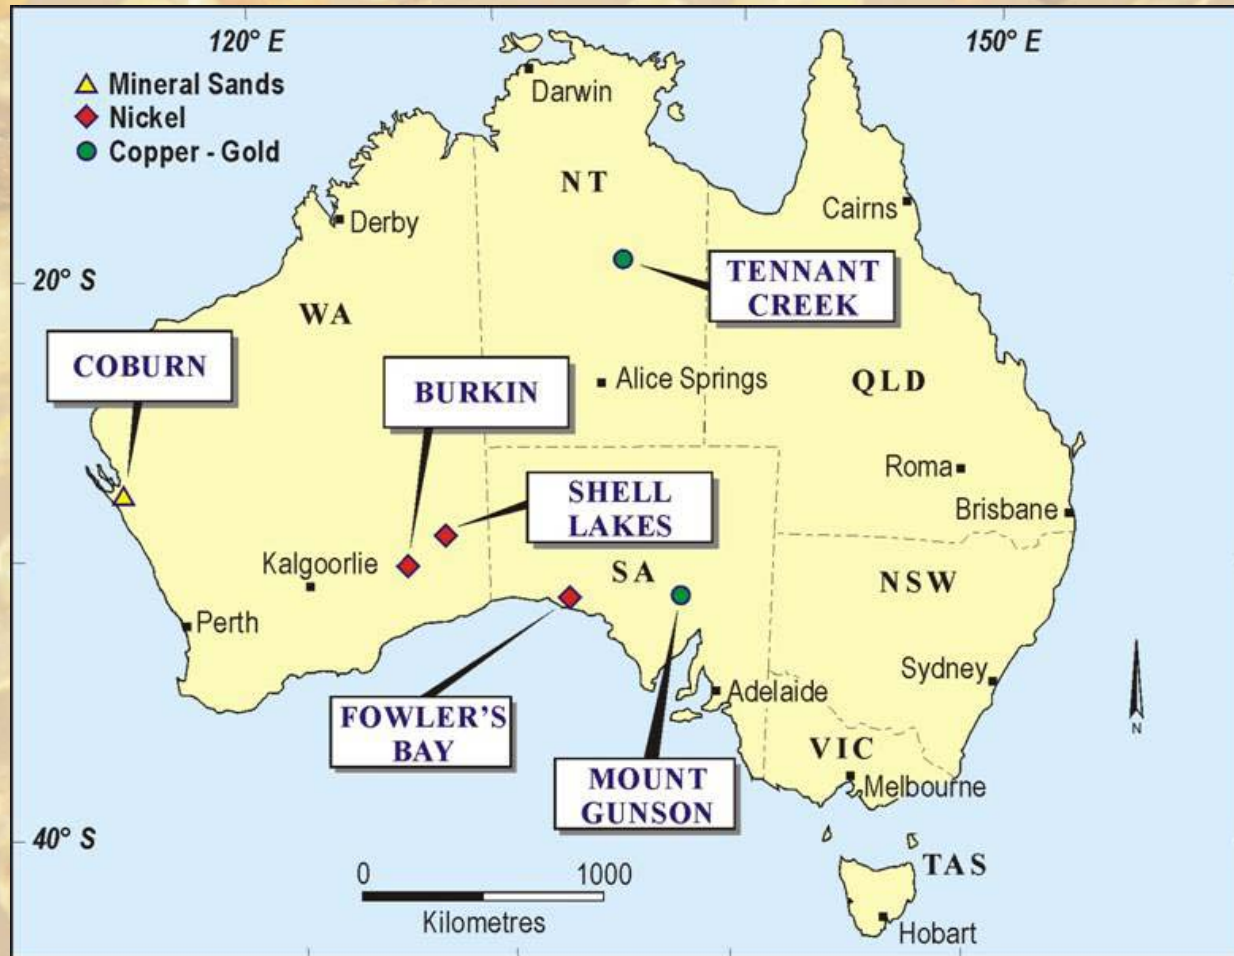 120° E
150° E
Mineral Sands
Nickel
Copper - Gold
Darwin
NT
Cairns
Derby
20° S
TENNANT
CREEK
WA
COBURN
BURKIN
Alice Springs
QLD
Roma
SHELL
LAKES
Brisbane
Kalgoorlie
SA
NSW
Perth
Sydney
Adelaide
FOWLER'S
BAY
N
VIC
MOUNT
GUNSON
Melbourne
40° S
TAS
0 1000
Kilometres
Hobart